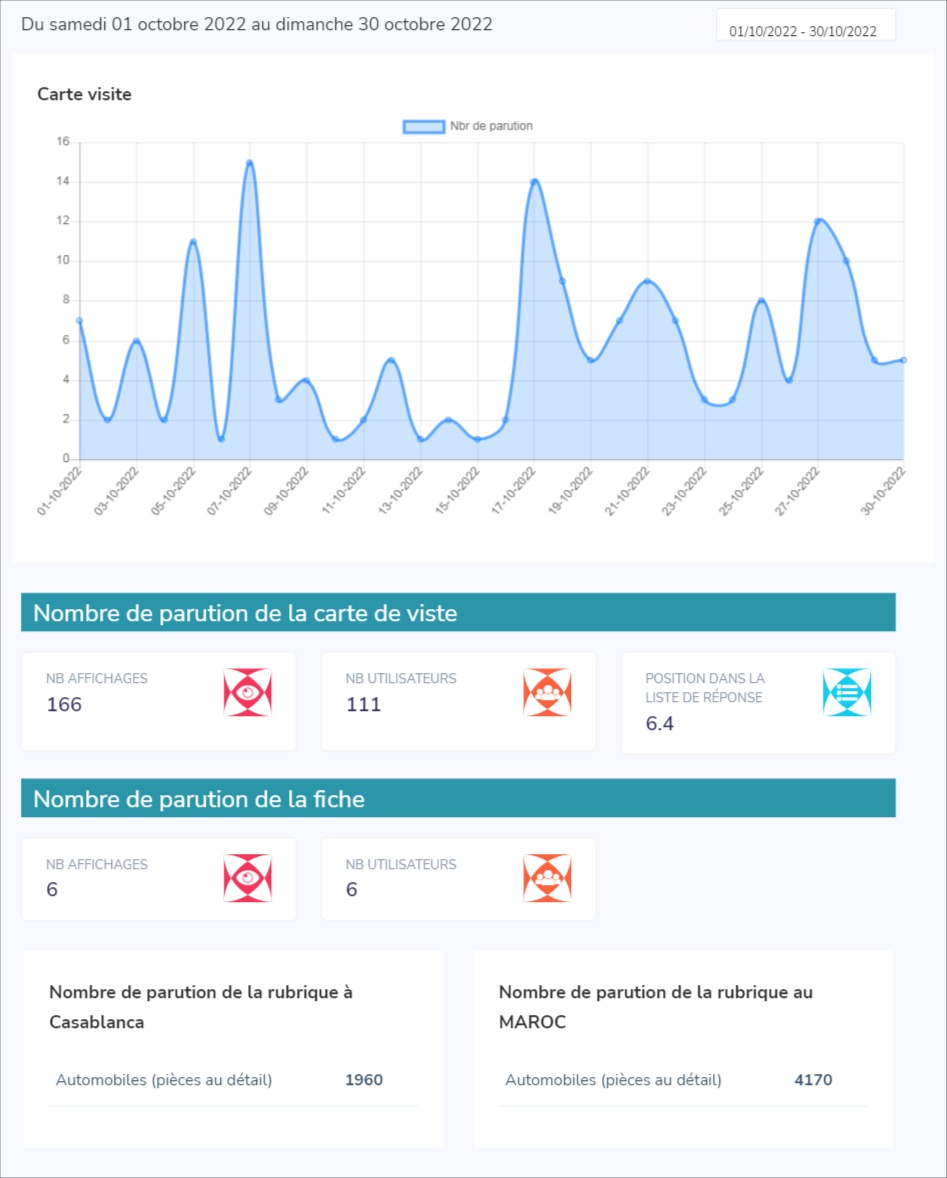 Du samedi 01 octobre 2022 au dimanche 30 octobre 2022
01/10/2022 - 30/10/2022
Carte visite
Nbr de parution
16
14
12
10
8
6
4
2
0
01-10-2022
03-10-2022
05-10-2022
07-10-2022
09-10-2022
11-10-2022
13-10-2022
15-10-2022
17-10-2022
19-10-2022
21-10-2022
23-10-2022
25-10-2022
27-10-2022
30-10-2022
Nombre de parution de la carte de viste
NB AFFICHAGES
166
NB UTILISATEURS
111
POSITION DANS LA
LISTE DE RÉPONSE
6.4
Nombre de parution de la fiche
NB AFFICHAGES
6
NB UTILISATEURS
6
Nombre de parution de la rubrique à
Casablanca
Automobiles (pièces au détail) 1960
Nombre de parution de la rubrique au
MAROC
Automobiles (pièces au détail) 4170